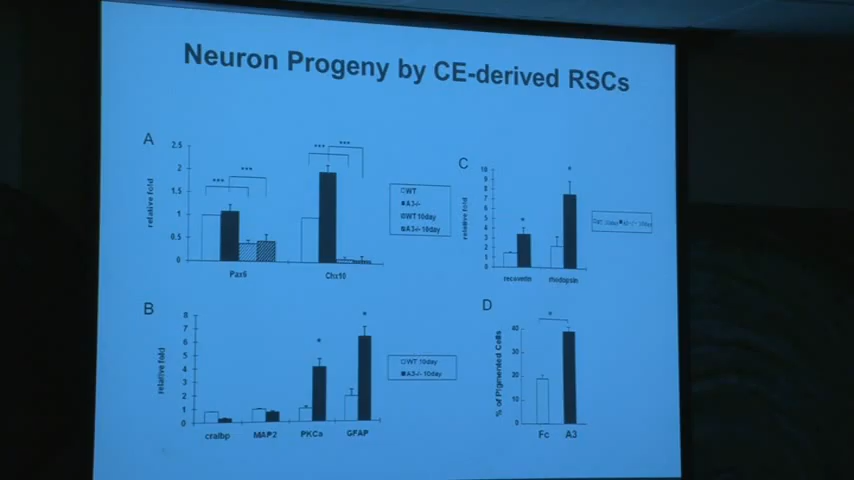 Neuron Progeny by CE-derived RSCs
A
relative fold
2.5
2
1.5
1
0.5
0
***
***
***
***
Pax6
Chx10
WT
A3-/-
WT 10day
A3-/- 10day
B
relative fold
8
7
6
5
4
3
2
1
0
*
*
cralbp
MAP2
PKCa
GFAP
WT 10day
A3-/- 10day
C
relative fold
10
9
8
7
6
5
4
3
2
1
0
*
*
recoverin
rhodopsin
D
% of Pigmented Cells
40
30
20
10
0
*
Fc
A3